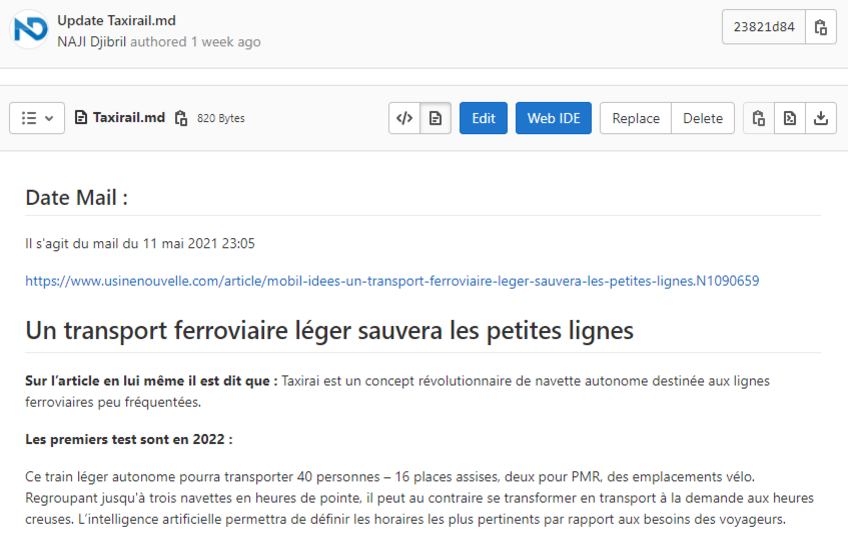 Update Taxirail.md
NAJI Djibril authored 1 week ago
23821d84
Taxirail.md 820 Bytes
Edit Web IDE Replace Delete
Date Mail :
Il s'agit du mail du 11 mai 2021 23:05
https://www.usinenouvelle.com/article/mobil-idees-un-transport-ferroviaire-leger-sauvera-les-petites-lignes.N1090659
Un transport ferroviaire léger sauvera les petites lignes
Sur l’article en lui même il est dit que : Taxirai est un concept révolutionnaire de navette autonome destinée aux lignes
ferroviaires peu fréquentées.
Les premiers test sont en 2022 :
Ce train léger autonome pourra transporter 40 personnes – 16 places assises, deux pour PMR, des emplacements vélo.
Regroupant jusqu'à trois navettes en heures de pointe, il peut au contraire se transformer en transport à la demande aux heures
creuses. L’intelligence artificielle permettra de définir les horaires les plus pertinents par rapport aux besoins des voyageurs.